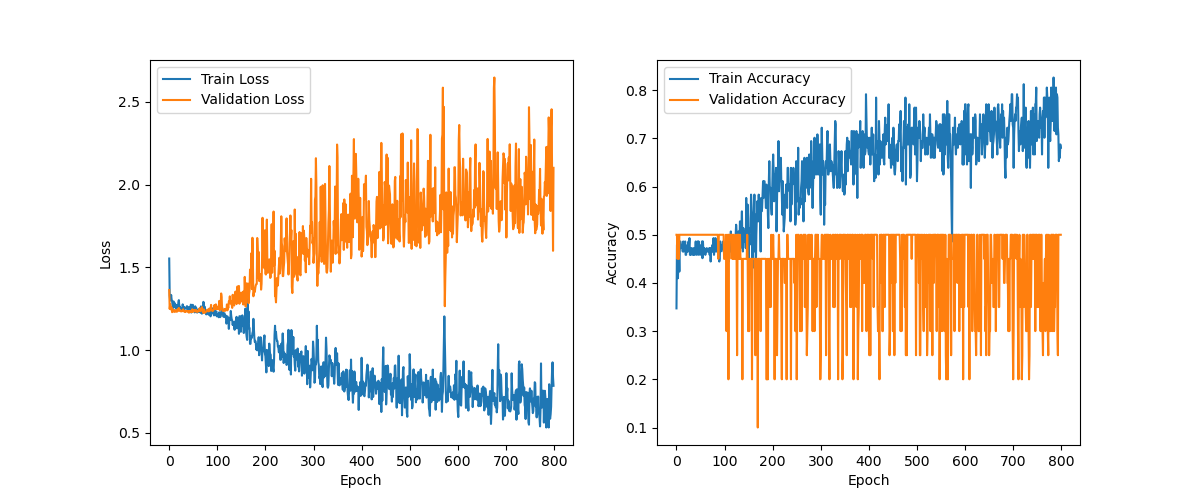 Train Loss
Validation Loss
2.5
2.0
1.5
1.0
0.5
Loss
0 100 200 300 400 500 600 700 800
Epoch
Train Accuracy
Validation Accuracy
0.8
0.7
0.6
0.5
0.4
0.3
0.2
0.1
Accuracy
0 100 200 300 400 500 600 700 800
Epoch